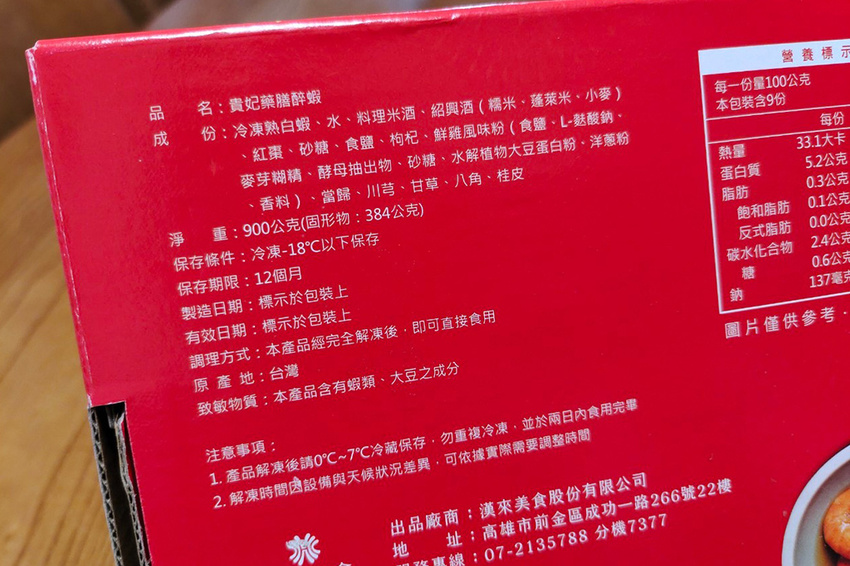 品　名：貴妃藥膳醉蝦
成　份：冷凍熟白蝦、水、料理米酒、紹興酒（糯米、蓬萊米、小麥）
、紅棗、砂糖、食鹽、枸杞、鮮雞風味粉（食鹽、L-麩酸鈉、
麥芽糊精、酵母抽出物、砂糖、水解植物大豆蛋白粉、洋蔥粉
、香料）、當歸、川芎、甘草、八角、桂皮
淨　重：900公克(固形物：384公克)
保存條件：冷凍-18℃以下保存
保存期限：12個月
製造日期：標示於包裝上
有效日期：標示於包裝上
調理方式：本產品經完全解凍後，即可直接食用
原 產 地：台灣
致敏物質：本產品含有蝦類、大豆之成分
注意事項：
1. 產品解凍後請0℃~7℃冷藏保存，勿重複冷凍，並於兩日內食用完畢
2. 解凍時間因設備與天候狀況差異，可依據實際需要調整時間
出品廠商：漢來美食股份有限公司
地　址：高雄市前金區成功一路266號22樓
服務專線：07-2135788 分機7377
營養標示
每一份量100公克
本包裝含9份
每份
熱量 33.1大卡
蛋白質 5.2公克
脂肪 0.3公克
飽和脂肪 0.1公克
反式脂肪 0.0公克
碳水化合物 2.4公克
糖 0.6公克
鈉 137毫克
圖片僅供參考，